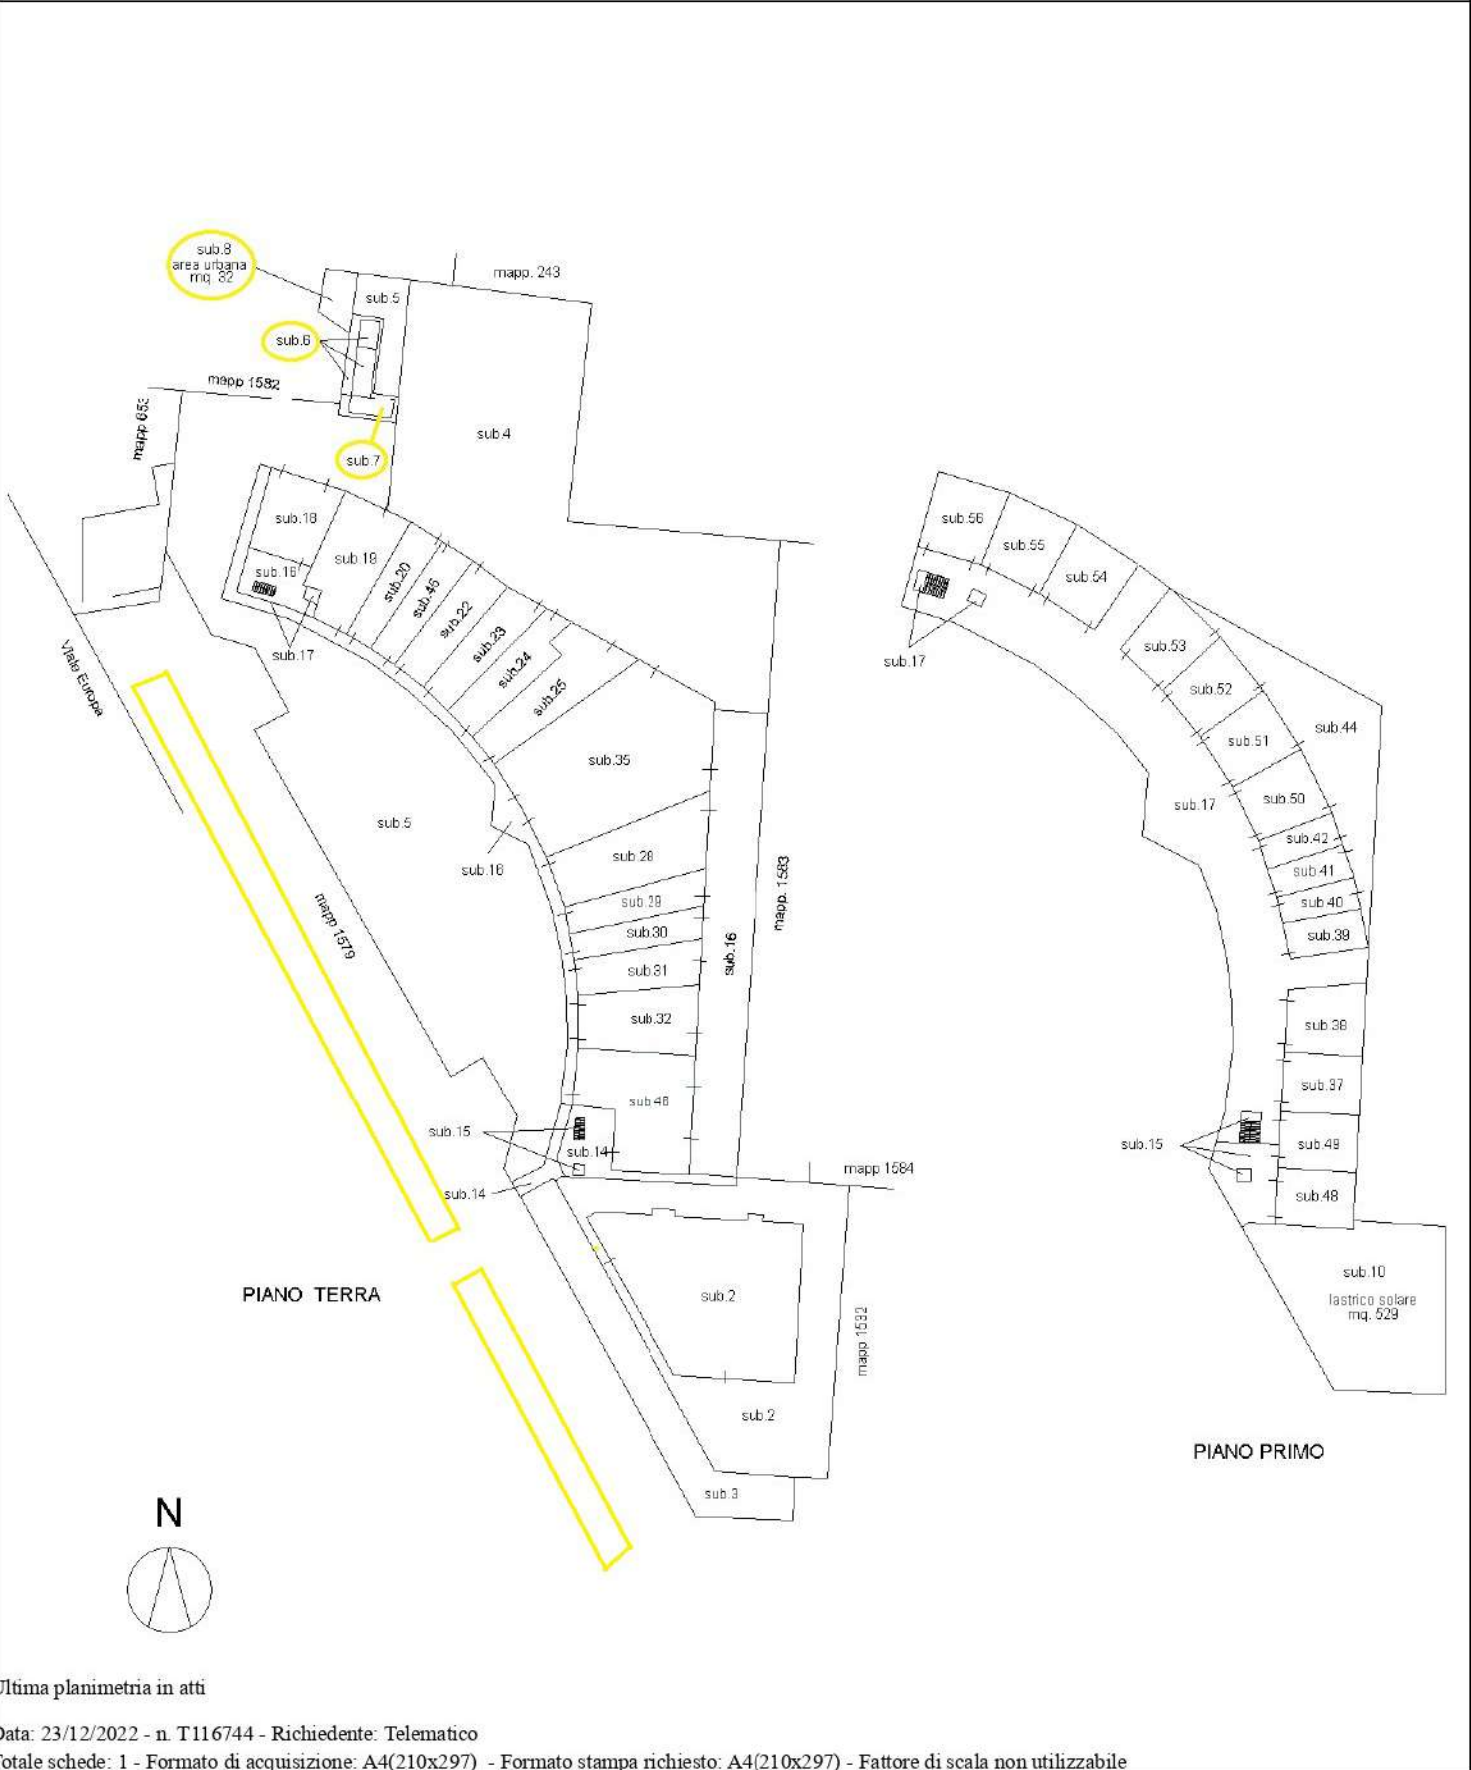 sub.8
area urbana
mq 32
mapp. 243
sub.5
sub.6
mapp 1582
mapp 653
sub.4
sub.7
sub.18
sub.19
sub.16
sub.20
sub.45
sub.22
sub.23
sub.24
sub.25
sub.17
Viale Europa
sub.35
sub.5
sub.16
sub.28
sub.29
sub.30
sub.31
sub.32
sub.16
mapp. 1583
mapp 1579
sub 46
sub.15
sub.14
sub.14
mapp 1584
sub.2
mapp 1532
sub.2
sub.3
PIANO TERRA
sub.56
sub.55
sub.54
sub.17
sub.53
sub.52
sub.51
sub.44
sub.17
sub.50
sub.42
sub.41
sub.40
sub.39
sub.38
sub.37
sub.15
sub.49
sub.48
sub.10
lastrico solare
mq. 529
PIANO PRIMO
N
Ultima planimetria in atti
Data: 23/12/2022 - n. T116744 - Richiedente: Telematico
Totale schede: 1 - Formato di acquisizione: A4(210x297) - Formato stampa richiesto: A4(210x297) - Fattore di scala non utilizzabile